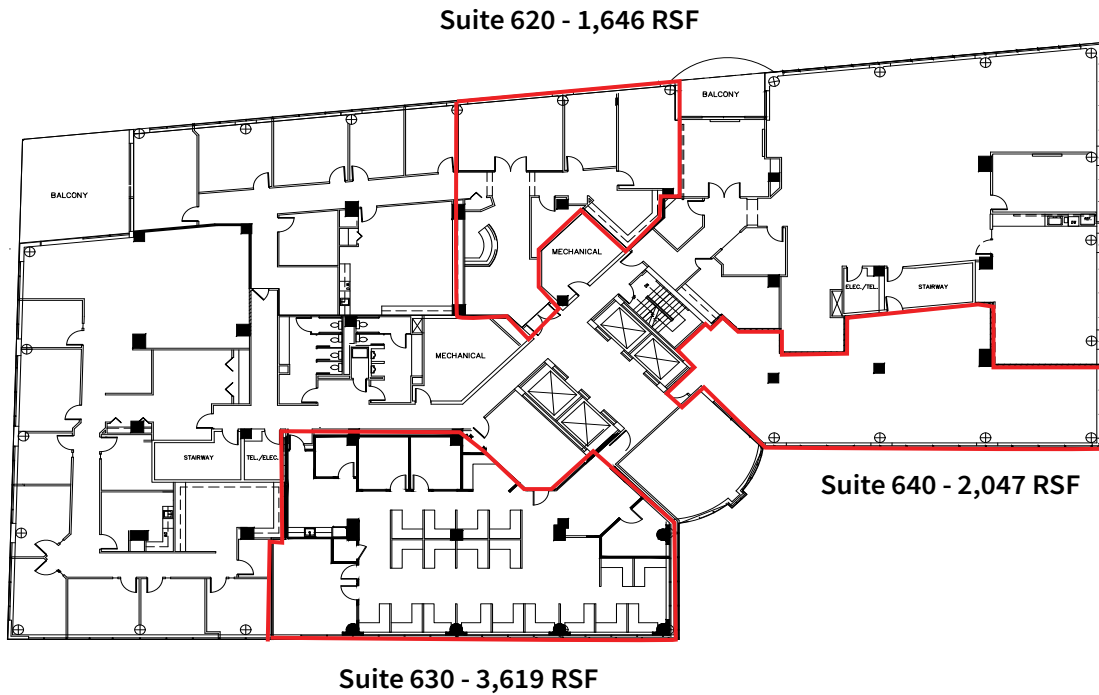 Suite 620 - 1,646 RSF
BALCONY
BALCONY
MECHANICAL
ELEC./TEL.
STAIRWAY
MECHANICAL
STAIRWAY
TEL./ELEC.
Suite 640 - 2,047 RSF
Suite 630 - 3,619 RSF